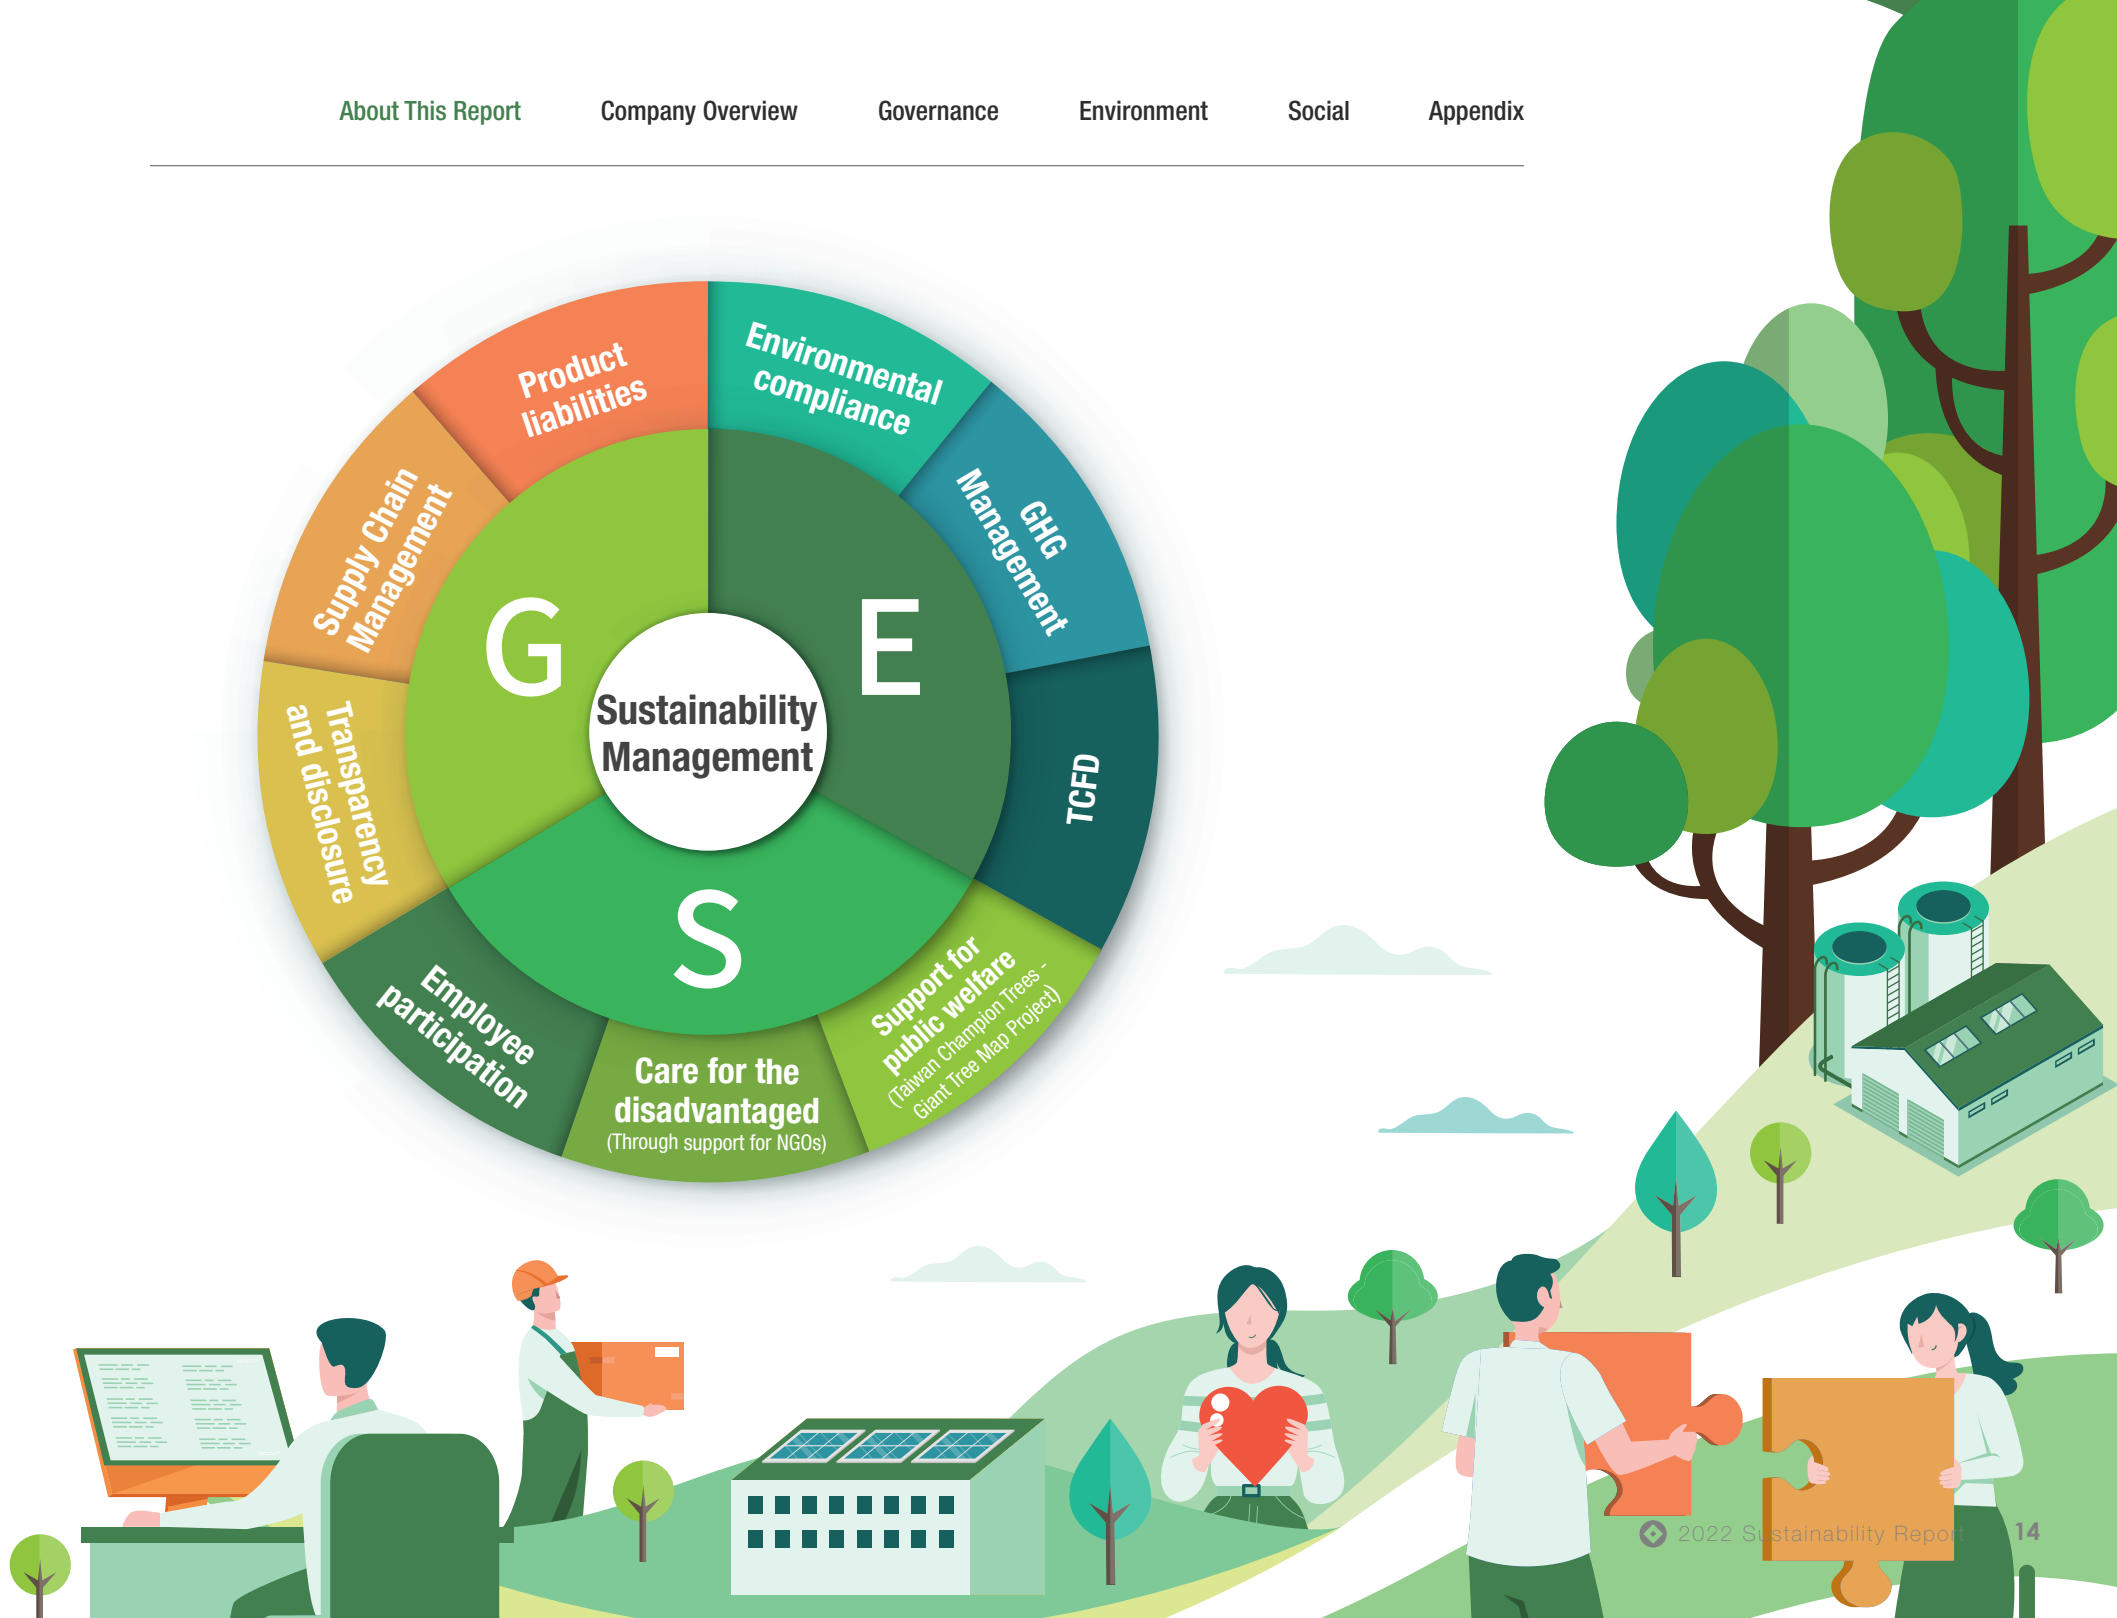 About This Report
Company Overview
Governance
Environment
Social
Appendix
Product
liabilities
Environmental
compliance
Supply Chain
Management
GHG
Management
G
E
Sustainability
Management
Transparency
and disclosure
TCFD
S
Employee
participation
Care for the
disadvantaged
(Through support for NGOs)
Support for
public welfare
(Taiwan Champion Trees -
Giant Tree Map Project)
2022 Sustainability Report
14